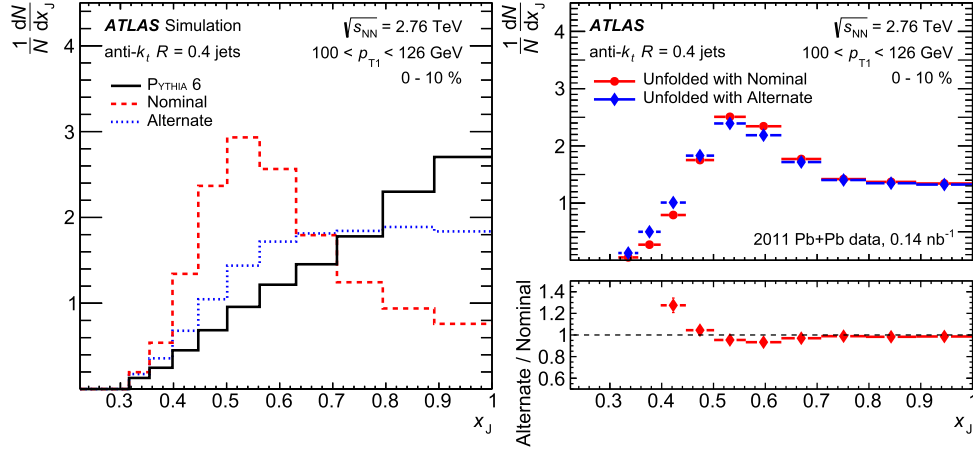 1/N dN/dx_J
ATLAS Simulation
√s_NN = 2.76 TeV
anti-k_t R = 0.4 jets
100 < p_T1 < 126 GeV
0 - 10 %
PYTHIA 6
Nominal
Alternate
4
3
2
1
0.3 0.4 0.5 0.6 0.7 0.8 0.9 1
x_J
1/N dN/dx_J
ATLAS
√s_NN = 2.76 TeV
anti-k_t R = 0.4 jets
100 < p_T1 < 126 GeV
0 - 10 %
Unfolded with Nominal
Unfolded with Alternate
4
3
2
1
2011 Pb+Pb data, 0.14 nb⁻¹
Alternate / Nominal
1.4
1.2
1
0.8
0.6
0.3 0.4 0.5 0.6 0.7 0.8 0.9 1
x_J